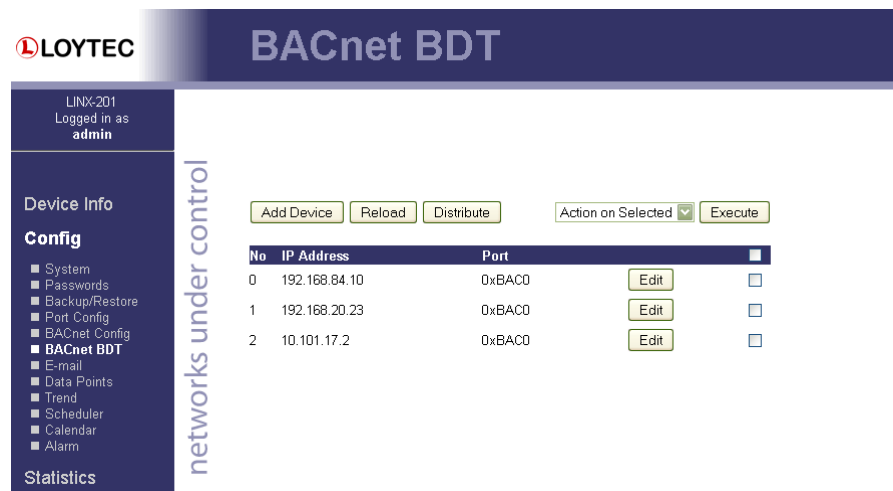 LOYTEC
BACnet BDT
LINX-201
Logged in as
admin
Device Info
Config
System
Passwords
Backup/Restore
Port Config
BACnet Config
BACnet BDT
E-mail
Data Points
Trend
Scheduler
Calendar
Alarm
Statistics
networks under control
Add Device Reload Distribute Action on Selected Execute
No IP Address Port
0 192.168.84.10 0xBAC0 Edit
1 192.168.20.23 0xBAC0 Edit
2 10.101.17.2 0xBAC0 Edit